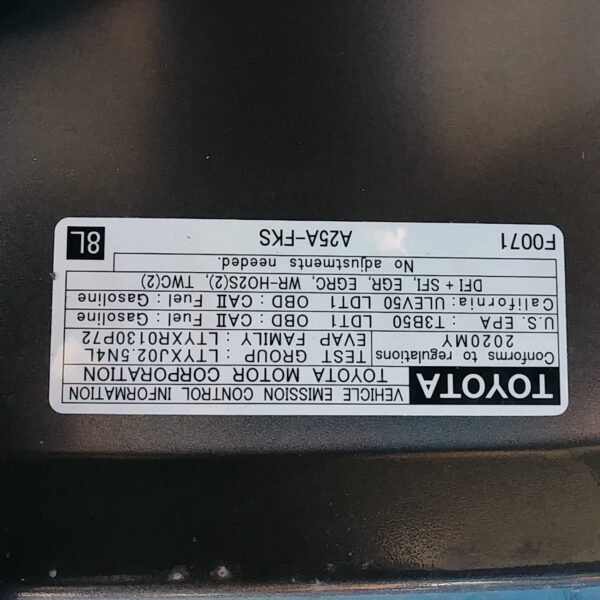 TOYOTA
VEHICLE EMISSION CONTROL INFORMATION
TOYOTA MOTOR CORPORATION
Conforms to regulations
2020MY
TEST GROUP : LTYXJ02.5N4L
EVAP FAMILY : LTYXR0130P72
U.S. EPA : T3B50 LDT1 OBD : CAII Fuel : Gasoline
California: ULEV50 LDT1 OBD : CAII Fuel : Gasoline
DFI + SFI, EGR, EGRC, WR-HO2S(2), TWC(2)
No adjustments needed.
F0071 A25A-FKS 8L